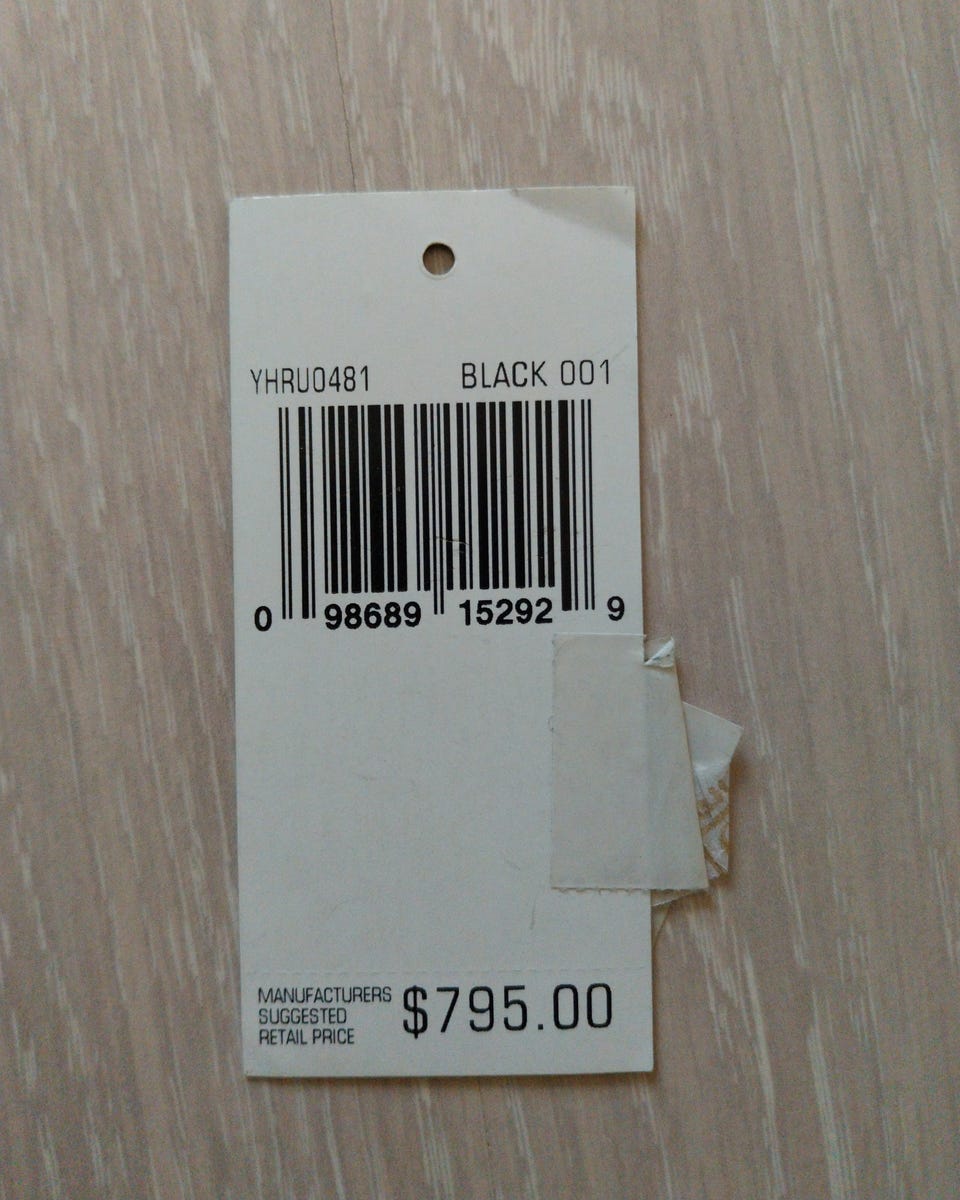 YHRU0481 BLACK 001
0 98689 15292 9
MANUFACTURERS
SUGGESTED
RETAIL PRICE
$795.00